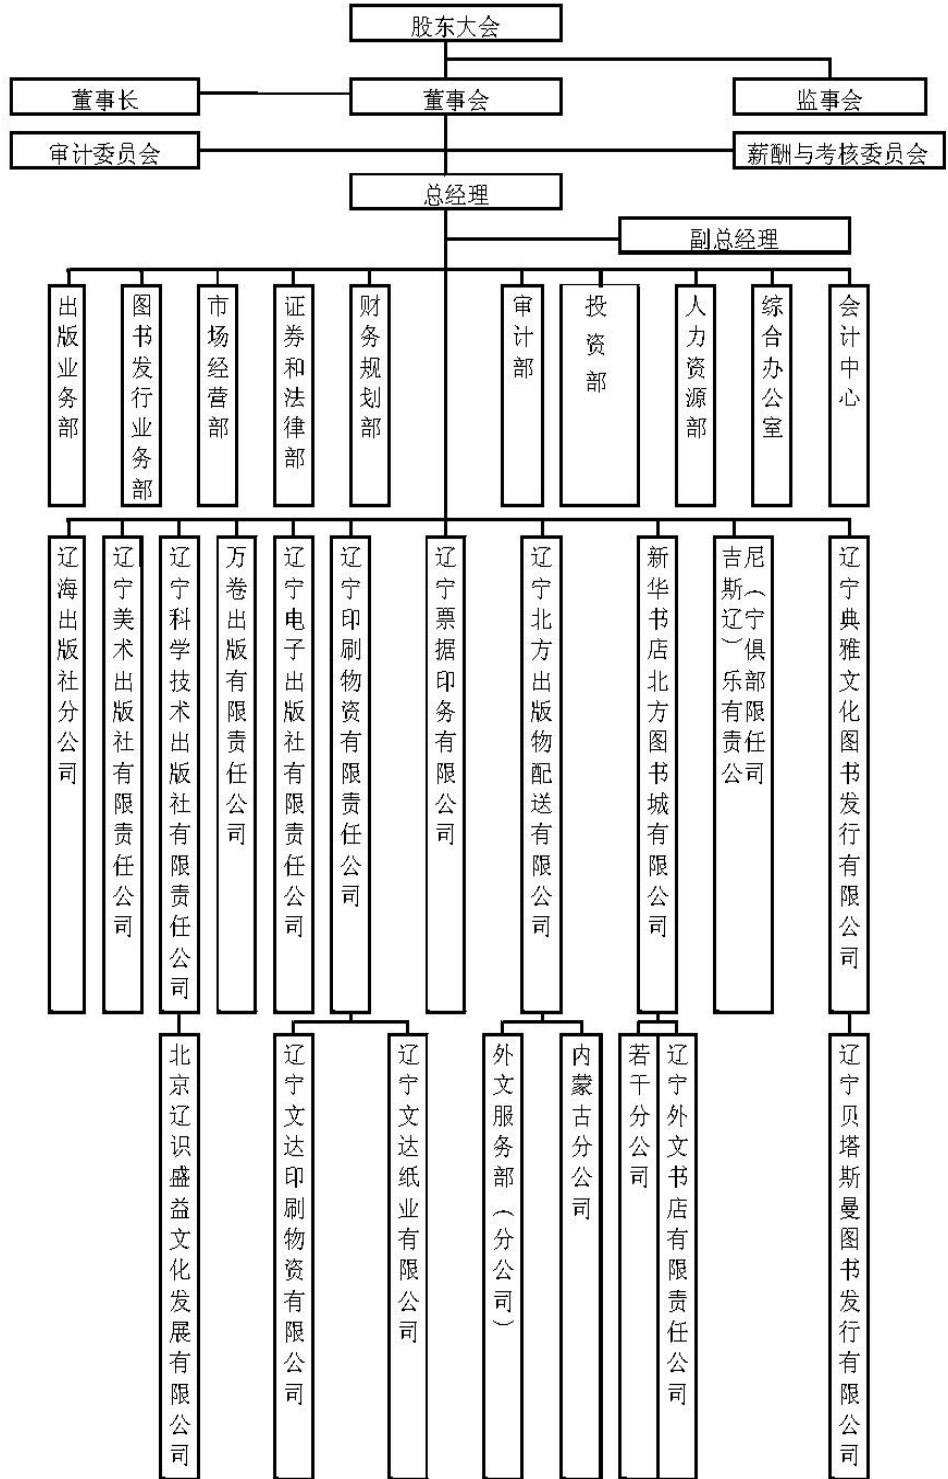 股东大会
董事长
董事会
监事会
审计委员会
薪酬与考核委员会
总经理
副总经理
出版业务部
图书发行业务部
市场经营部
证券和法律部
财务规划部
审计部
投资部
人力资源部
综合办公室
会计中心
辽海出版社分公司
辽宁美术出版社有限责任公司
辽宁科学技术出版社有限责任公司
万卷出版有限责任公司
辽宁电子出版社有限责任公司
辽宁印刷物资有限责任公司
辽宁票据印务有限公司
辽宁北方出版物配送有限公司
新华书店北方图书城有限公司
吉尼斯（辽宁）俱乐部有限责任公司
辽宁典雅文化图书发行有限公司
北京辽识盛益文化发展有限公司
辽宁文达印刷物资有限公司
辽宁文达纸业有限公司
外文服务部（分公司）
内蒙古分公司
若干分公司
辽宁外文书店有限责任公司
辽宁贝塔斯曼图书发行有限公司